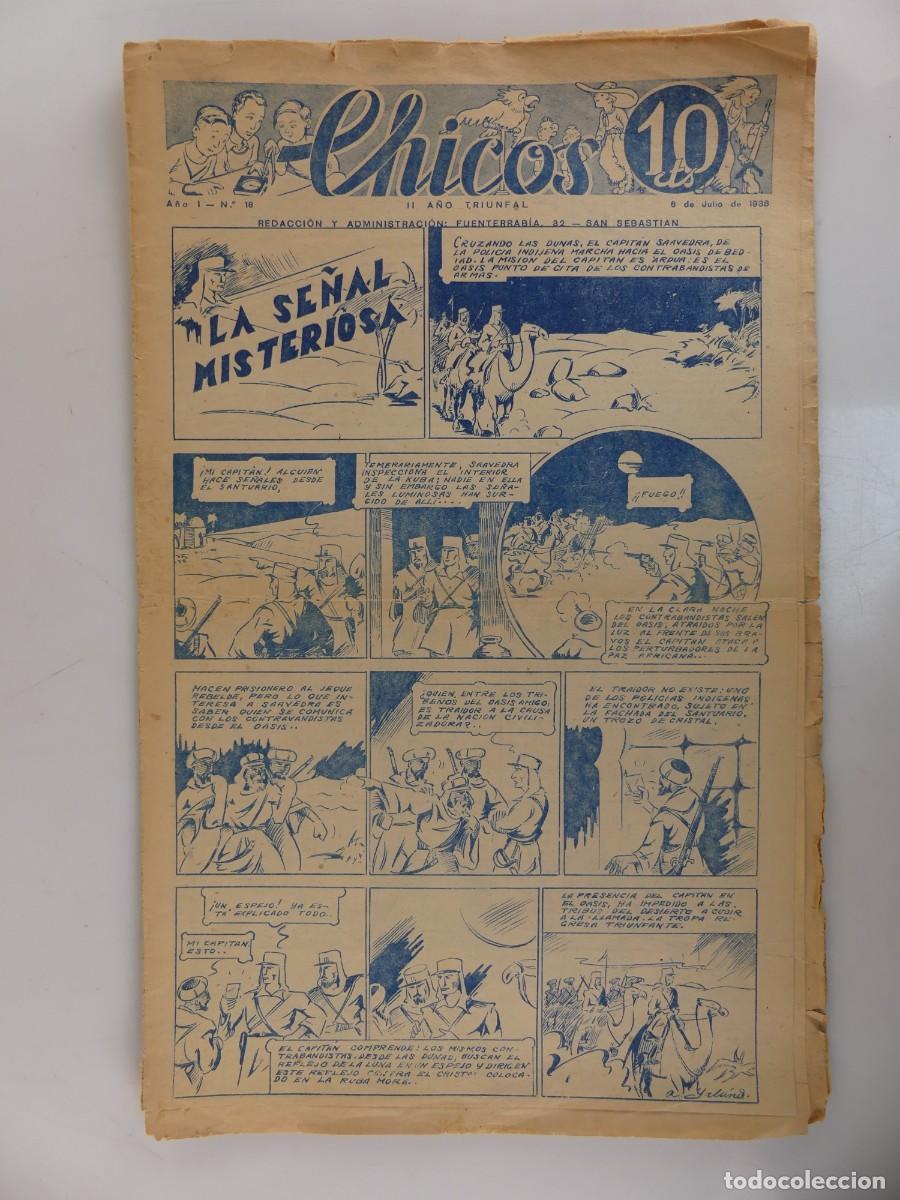 Chicos
10
cts
Año I — N.º 18
II AÑO TRIUNFAL
6 de Julio de 1938
REDACCIÓN Y ADMINISTRACIÓN: FUENTERRABÍA, 32 — SAN SEBASTIAN
LA SEÑAL
MISTERIOSA
CRUZANDO LAS DUNAS, EL CAPITÁN SAAVEDRA, DE
LA POLICIA INDIJENA MARCHA HACIA EL OASIS DE BED-
JAD. LA MISION DEL CAPITAN ES ARDUA: ES EL
OASIS PUNTO DE CITA DE LOS CONTRABANDISTAS DE
ARMAS.
¡MI CAPITÁN! ALGUIEN
HACE SEÑALES DESDE
EL SANTUARIO.
TEMERARIAMENTE, SAAVEDRA
INSPECCIONA EL INTERIOR
DE LA KUBA; NADIE EN ELLA
Y SIN EMBARGO LAS SEÑA-
LES LUMINOSAS HAN SUR-
GIDO DE ALLI....
¡¡FUEGO!!
EN LA CLARA NOCHE
LOS CONTRABANDISTAS SALEN
DEL OASIS, ATRAIDOS POR LA
LUZ. AL FRENTE DE SUS BRA-
VOS EL CAPITAN ATACA A
LOS PERTURBADORES DE LA
PAZ AFRICANA...
HACEN PRISIONERO AL JEQUE
REBELDE, PERO LO QUE IN-
TERESA A SAAVEDRA ES
SABER QUIEN SE COMUNICA
CON LOS CONTRAVANDISTAS
DESDE EL OASIS..
¿QUIEN, ENTRE LOS TRI-
BEÑOS DEL OASIS AMIGO,
ES TRAIDOR A LA CAUSA
DE LA NACION CIVILI-
ZADORA?
EL TRAIDOR NO EXISTE: UNO
DE LOS POLICIAS INDIGENAS
HA ENCONTRADO, SUJETO EN
LA FACHADA DEL SANTUARIO,
UN TROZO DE CRISTAL.
¡UN ESPEJO! YA ES-
TÁ EXPLICADO TODO..
MI CAPITAN,
ESTO..
EL CAPITAN COMPRENDE: LOS MISMOS CON-
TRABANDISTAS, DESDE LAS DUNAS, BUSCAN EL
REFLEJO DE LA LUNA EN UN ESPEJO Y DIRIGEN
ESTE REFLEJO CONTRA EL CRISTAL COLOCA-
DO EN LA KUBA MORA..
LA PRESENCIA DEL CAPITAN EN
EL OASIS, HA IMPEDIDO A LAS
TRIBUS DEL DESIERTO ACUDIR
A LA LLAMADA. LA TROPA RE-
GRESA TRIUNFANTE.
todocoleccion